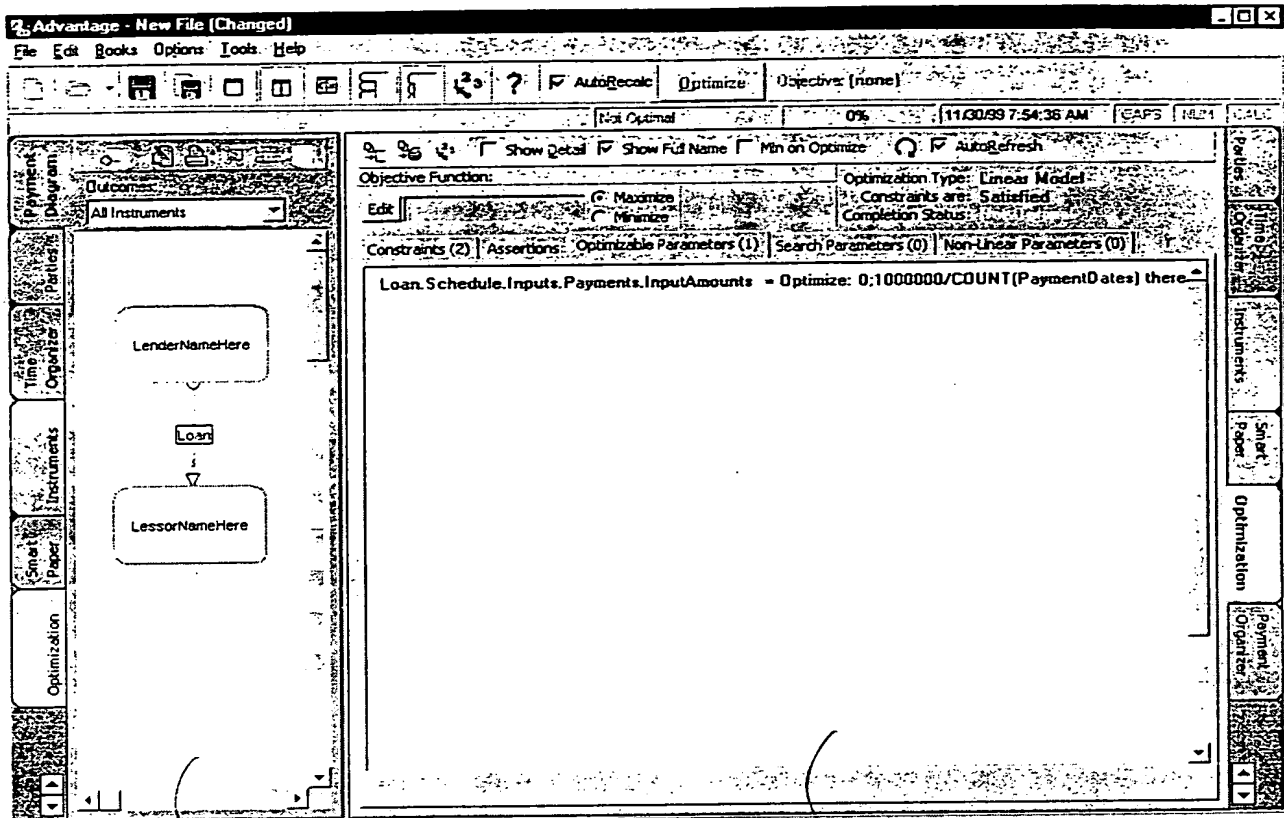 Advantage - New File (Changed)
File Edit Books Options Tools Help
? AutoRecalc Optimize Objective: (none)
Not Optimal 0% 11/30/99 7:54:36 AM CAPS NUM CALC
Payment Diagram
Parties
Time Organizer
Instruments
Smart Paper
Optimization
Outcomes:
All Instruments
LenderNameHere
Loan
LessorNameHere
Show Detail Show Full Name Min on Optimize AutoRefresh
Objective Function:
Edit
Maximize
Minimize
Optimization Type: Linear Model
Constraints are: Satisfied
Completion Status
Constraints (2) Assertions Optimizable Parameters (1) Search Parameters (0) Non-Linear Parameters (0)
Loan.Schedule.Inputs.Payments.InputAmounts = Optimize: 0;1000000/COUNT(PaymentDates) there
Parties
Time Organizer
Instruments
Smart Paper
Optimization
Payment Organizer